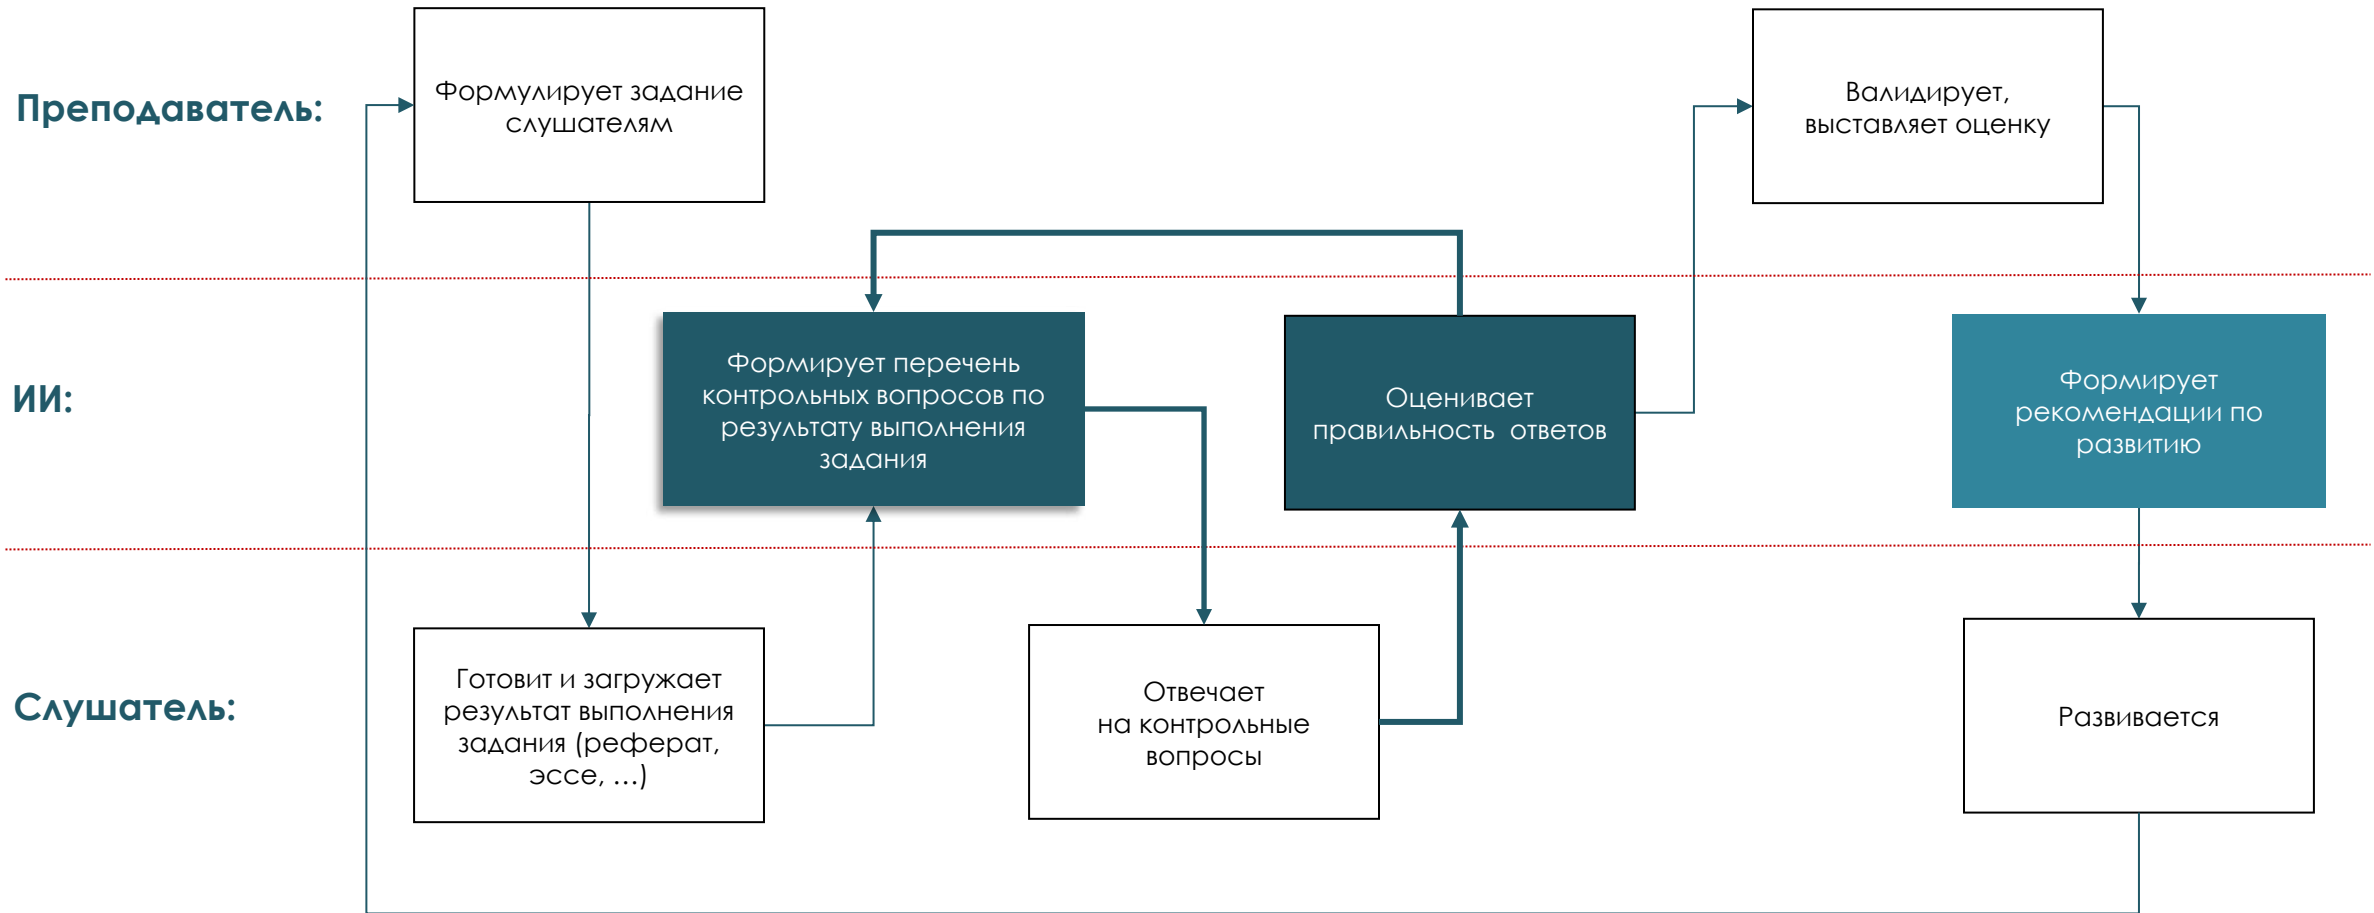 Преподаватель:
Формулирует задание
слушателям
Валидирует,
выставляет оценку
ИИ:
Формирует перечень
контрольных вопросов по
результату выполнения
задания
Оценивает
правильность ответов
Формирует
рекомендации по
развитию
Слушатель:
Готовит и загружает
результат выполнения
задания (реферат,
эссе, …)
Отвечает
на контрольные
вопросы
Развивается